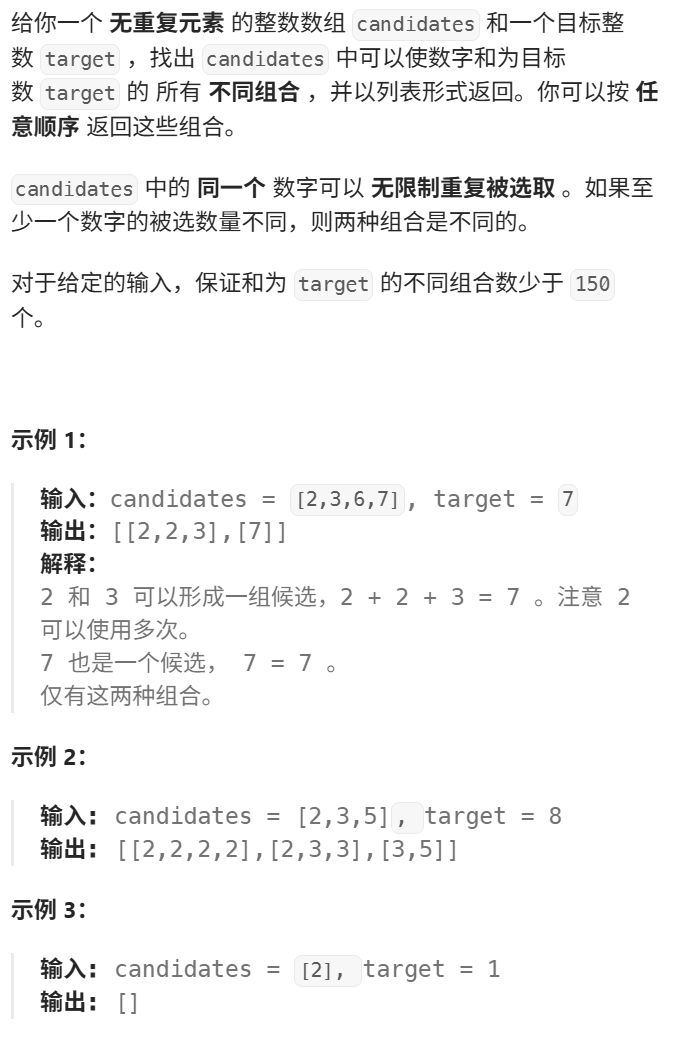 给你一个 无重复元素 的整数数组 candidates 和一个目标整
数 target ，找出 candidates 中可以使数字和为目标
数 target 的 所有 不同组合 ，并以列表形式返回。你可以按 任
意顺序 返回这些组合。
candidates 中的 同一个 数字可以 无限制重复被选取 。如果至
少一个数字的被选数量不同，则两种组合是不同的。
对于给定的输入，保证和为 target 的不同组合数少于 150
个。
示例 1：
输入：candidates = [2,3,6,7], target = 7
输出：[[2,2,3],[7]]
解释：
2 和 3 可以形成一组候选，2 + 2 + 3 = 7 。注意 2
可以使用多次。
7 也是一个候选， 7 = 7 。
仅有这两种组合。
示例 2：
输入：candidates = [2,3,5], target = 8
输出：[[2,2,2,2],[2,3,3],[3,5]]
示例 3：
输入：candidates = [2], target = 1
输出：[]